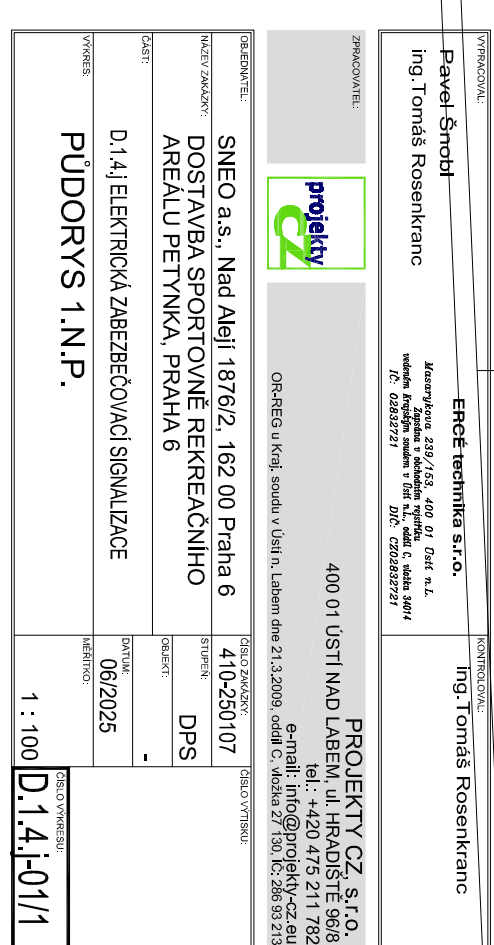 VYPRACOVAL:
Pavel Šnobl
ing.Tomáš Rosenkranc
ERCÉ technika s.r.o.
Masarykova 239/153, 400 01 Ústí n.L.
Zapsána v obchodním rejstříku
vedeném Krajským soudem v Ústí n.L., oddíl C, vložka 34014
IČ: 02832721 DIČ: CZ02832721
KONTROLOVAL:
ing.Tomáš Rosenkranc
ZPRACOVATEL:
projekty
CZ
PROJEKTY CZ, s.r.o.
400 01 ÚSTÍ NAD LABEM, ul. HRADIŠTĚ 96/8
tel.: +420 475 211 782
e-mail: info@projekty-cz.eu
OR-REG u Kraj. soudu v Ústí n. Labem dne 21.3.2009, oddíl C, vložka 27 130, IČ: 286 93 213
OBJEDNATEL:
SNEO a.s., Nad Alejí 1876/2, 162 00 Praha 6
NÁZEV ZAKÁZKY:
DOSTAVBA SPORTOVNĚ REKREAČNÍHO
AREÁLU PETYNKA, PRAHA 6
ČÁST:
D.1.4.j ELEKTRICKÁ ZABEZBEČOVACÍ SIGNALIZACE
VÝKRES:
PŮDORYS 1.N.P.
ČÍSLO ZAKÁZKY:
410-250107
STUPEŇ:
DPS
OBJEKT:
-
DATUM:
06/2025
MĚŘÍTKO:
1 : 100
ČÍSLO VÝTISKU:
ČÍSLO VÝKRESU:
D.1.4.j-01/1